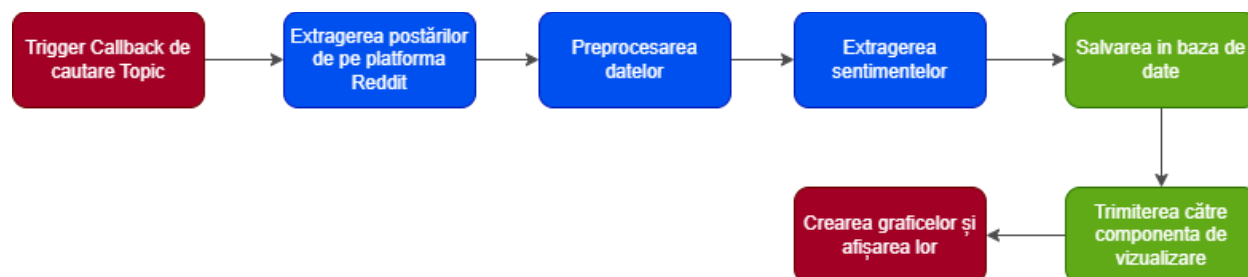 Trigger Callback de
cautare Topic
Extragerea postărilor
de pe platforma
Reddit
Preprocesarea
datelor
Extragerea
sentimentelor
Salvarea in baza de
date
Trimiterea către
componenta de
vizualizare
Crearea graficelor și
afișarea lor